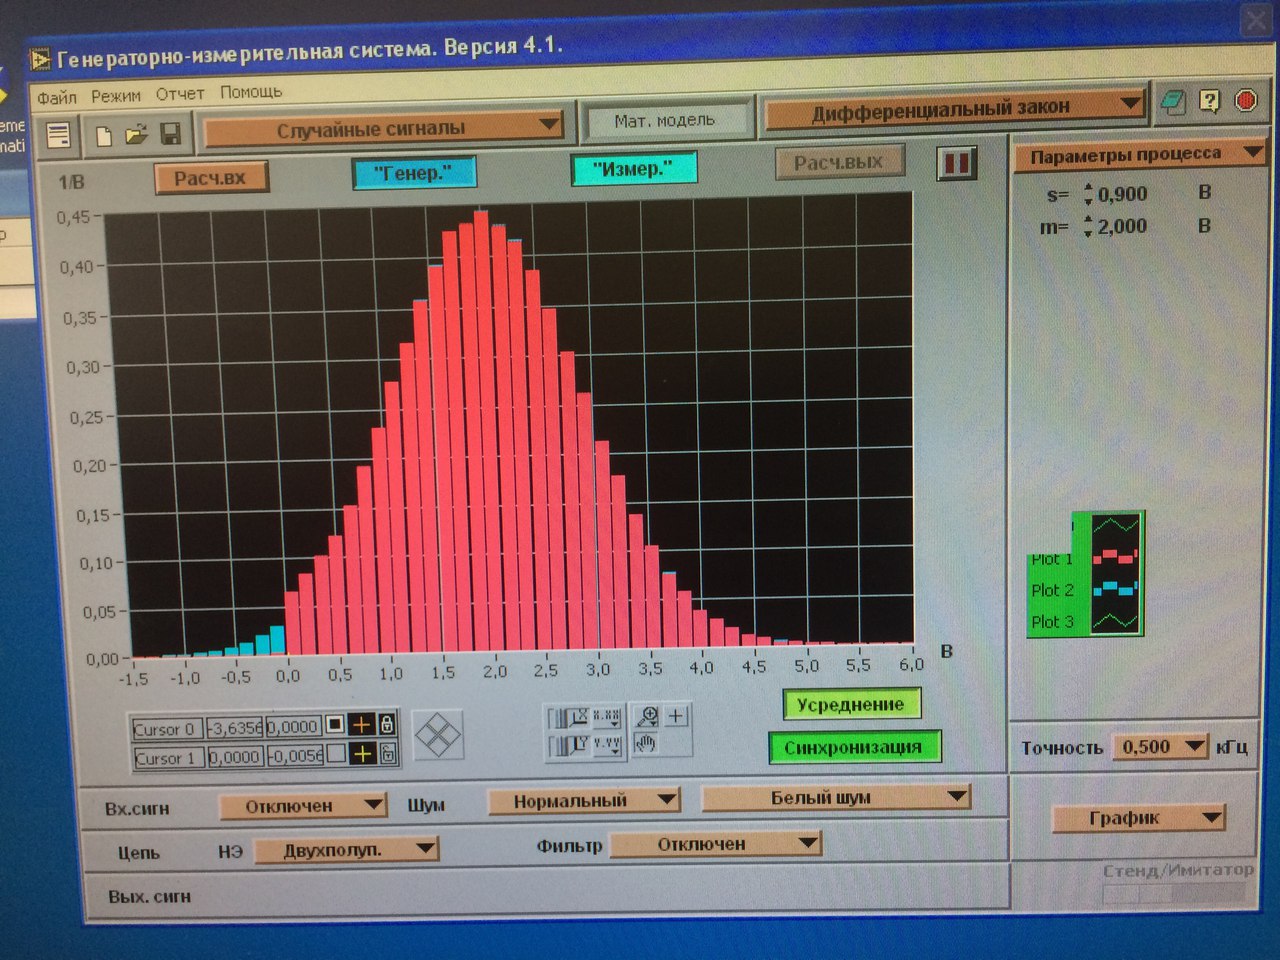 Генераторно-измерительная система. Версия 4.1.
Файл Режим Отчет Помощь
Случайные сигналы Мат. модель Дифференциальный закон
1/В Расч.вх "Генер." "Измер." Расч.вых Параметры процесса
s= 0,900 В
m= 2,000 В
0,45
0,40
0,35
0,30
0,25
0,20
0,15
0,10
0,05
0,00
-1,5 -1,0 -0,5 0,0 0,5 1,0 1,5 2,0 2,5 3,0 3,5 4,0 4,5 5,0 5,5 6,0 В
Plot 1
Plot 2
Plot 3
Cursor 0 -3,6356 0,0000
Cursor 1 0,0000 -0,0056
X.XX
Y.YY
Усреднение
Синхронизация
Точность 0,500 кГц
Вх.сигн Отключен Шум Нормальный Белый шум
График
Цепь НЭ Двухполуп. Фильтр Отключен
Стенд/Имитатор
Вых. сигн